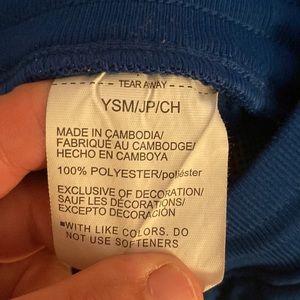 TEAR AWAY
YSM/JP/CH
MADE IN CAMBODIA/
FABRIQUÉ AU CAMBODGE/
HECHO EN CAMBOYA
100% POLYESTER/poliéster
EXCLUSIVE OF DECORATION/
SAUF LES DÉCORATIONS/
EXCEPTO DECORACIÓN
■WITH LIKE COLORS. DO
NOT USE SOFTENERS